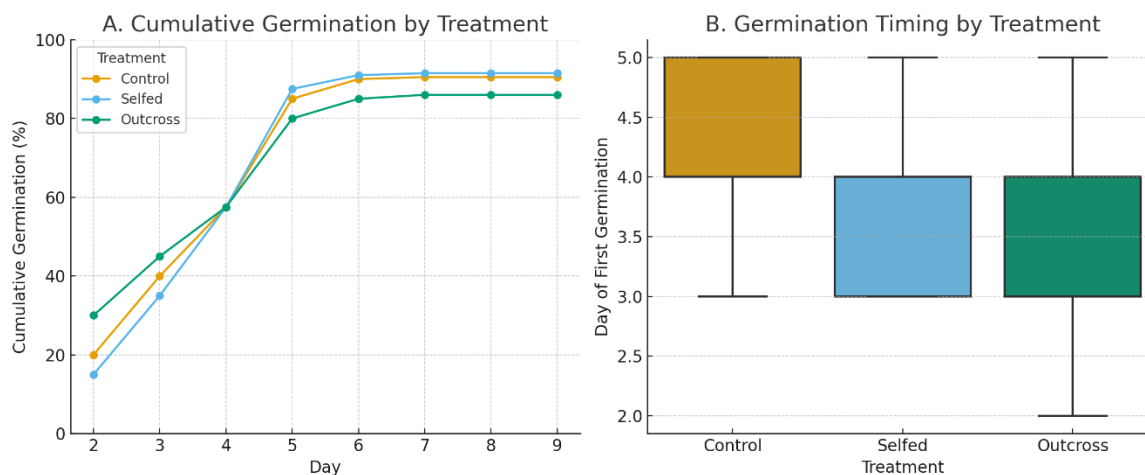 A. Cumulative Germination by Treatment
Cumulative Germination (%)
100
80
60
40
20
0
Treatment
Control
Selfed
Outcross
2 3 4 5 6 7 8 9
Day
B. Germination Timing by Treatment
Day of First Germination
5.0
4.5
4.0
3.5
3.0
2.5
2.0
Control Selfed Outcross
Treatment